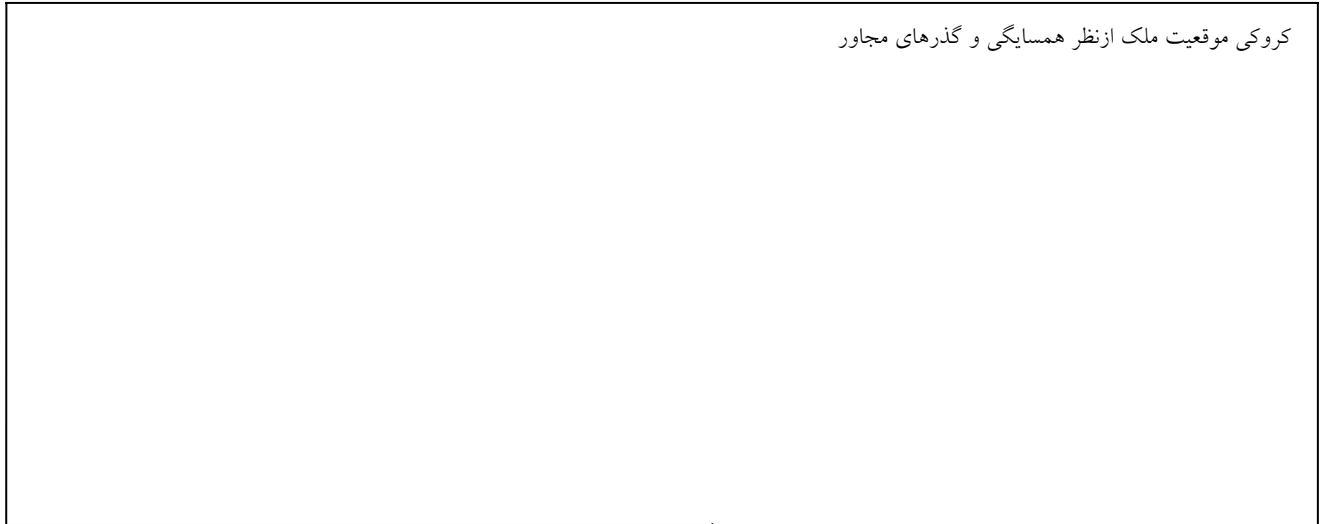 کروکی موقعیت ملک ازنظر همسایگی و گذرهای مجاور